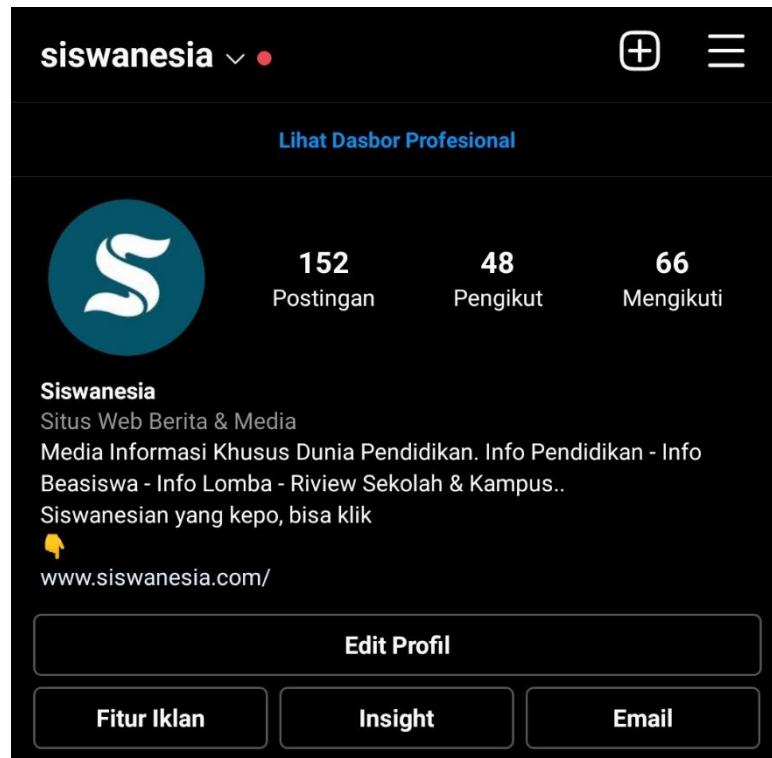 siswanesia
Lihat Dasbor Profesional
152 48 66
Postingan Pengikut Mengikuti
Siswanesia
Situs Web Berita & Media
Media Informasi Khusus Dunia Pendidikan. Info Pendidikan - Info
Beasiswa - Info Lomba - Riview Sekolah & Kampus..
Siswanesian yang kepo, bisa klik
👇
www.siswanesia.com/
Edit Profil
Fitur Iklan Insight Email